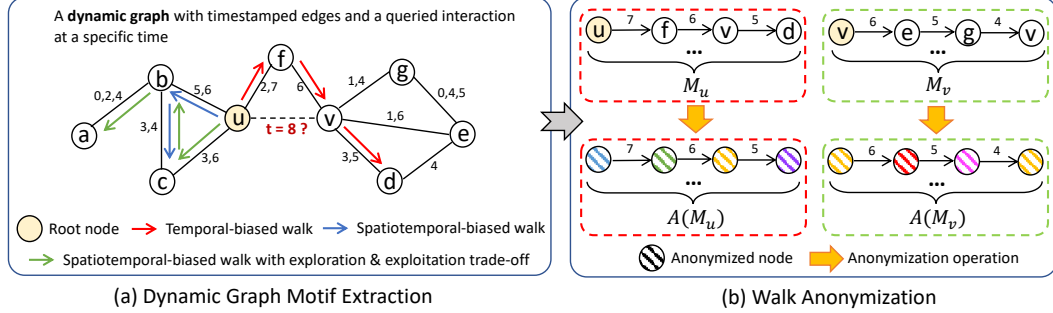 A dynamic graph with timestamped edges and a queried interaction
at a specific time
f
g
b
2,7
6
1,4
0,4,5
0,2,4
5,6
a
u
t = 8 ?
v
1,6
e
3,4
3,6
3,5
4
c
d
Root node
Temporal-biased walk
Spatiotemporal-biased walk
Spatiotemporal-biased walk with exploration & exploitation trade-off
(a) Dynamic Graph Motif Extraction
u 7 f 6 v 5 d
...
M_u
v 6 e 5 g 4 v
...
M_v
7 6 5
...
A(M_u)
6 5 4
...
A(M_v)
Anonymized node
Anonymization operation
(b) Walk Anonymization